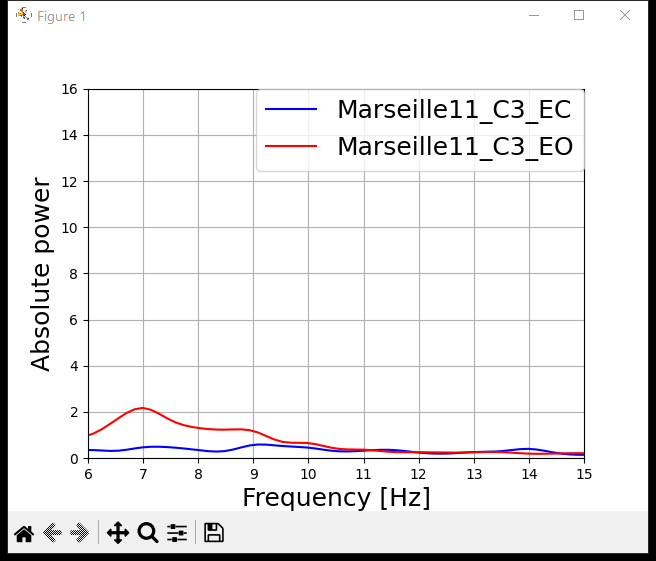 Figure 1
Marseille11_C3_EC
Marseille11_C3_EO
Absolute power
16
14
12
10
8
6
4
2
0
6 7 8 9 10 11 12 13 14 15
Frequency [Hz]